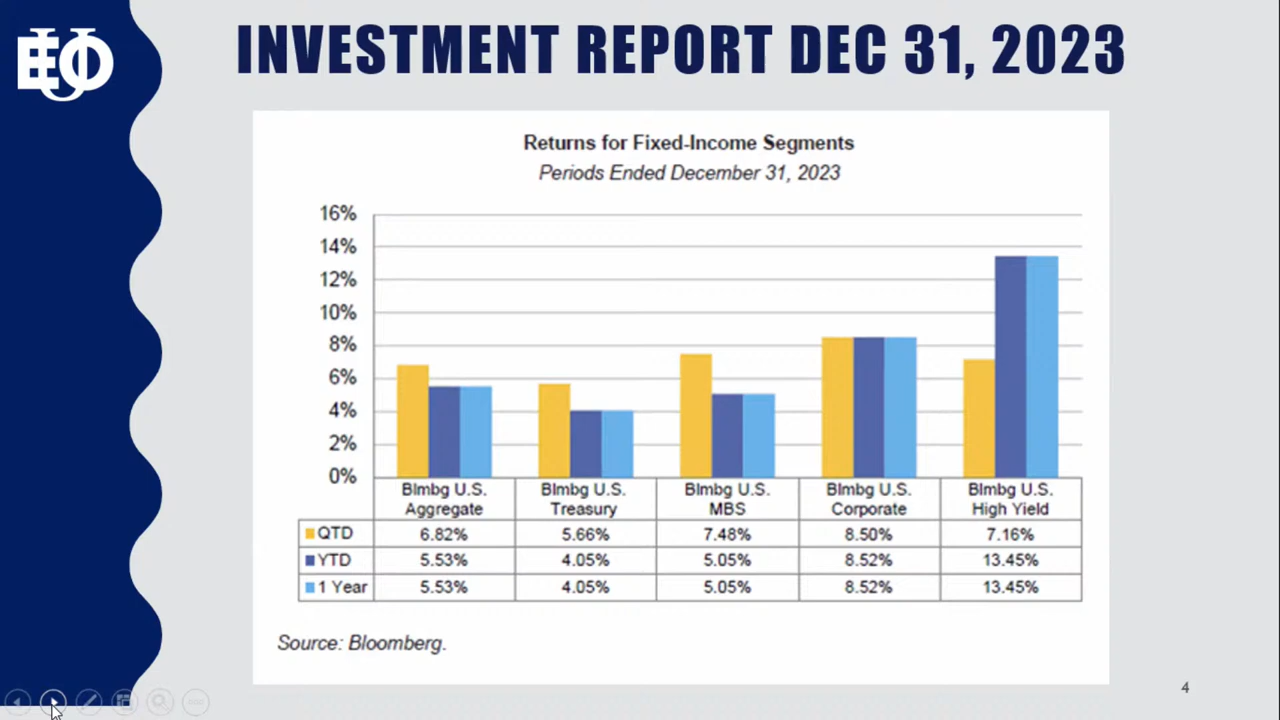 EOU
INVESTMENT REPORT DEC 31, 2023
Returns for Fixed-Income Segments
Periods Ended December 31, 2023
16%
14%
12%
10%
8%
6%
4%
2%
0%
Blmbg U.S. Aggregate Blmbg U.S. Treasury Blmbg U.S. MBS Blmbg U.S. Corporate Blmbg U.S. High Yield
QTD 6.82% 5.66% 7.48% 8.50% 7.16%
YTD 5.53% 4.05% 5.05% 8.52% 13.45%
1 Year 5.53% 4.05% 5.05% 8.52% 13.45%
Source: Bloomberg.
4